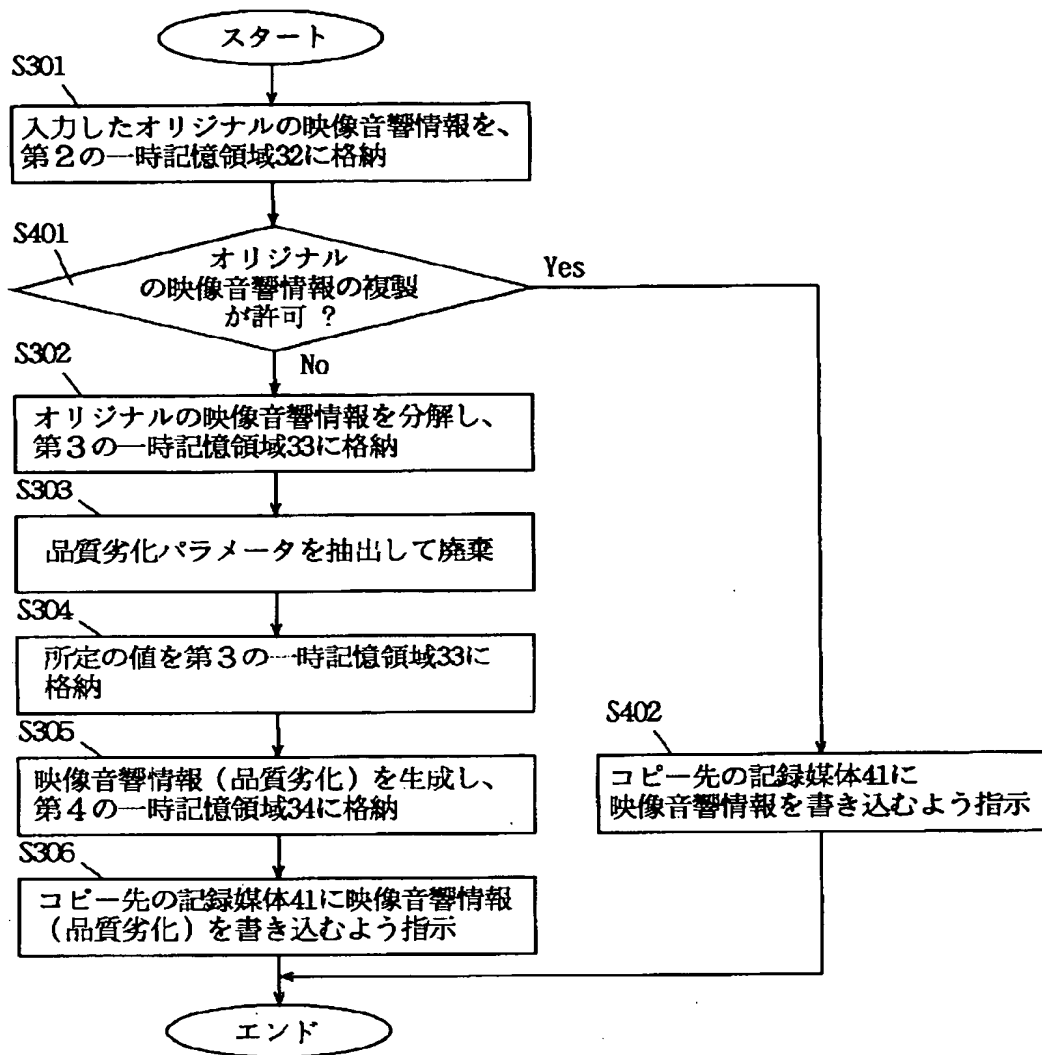 スタート
S301
入力したオリジナルの映像音響情報を、
第2の一時記憶領域32に格納
S401
オリジナル
の映像音響情報の複製
が許可 ?
Yes
No
S302
オリジナルの映像音響情報を分解し、
第3の一時記憶領域33に格納
S303
品質劣化パラメータを抽出して廃棄
S304
所定の値を第3の一時記憶領域33に
格納
S305
映像音響情報(品質劣化)を生成し、
第4の一時記憶領域34に格納
S402
コピー先の記録媒体41に
映像音響情報を書き込むよう指示
S306
コピー先の記録媒体41に映像音響情報
(品質劣化)を書き込むよう指示
エンド